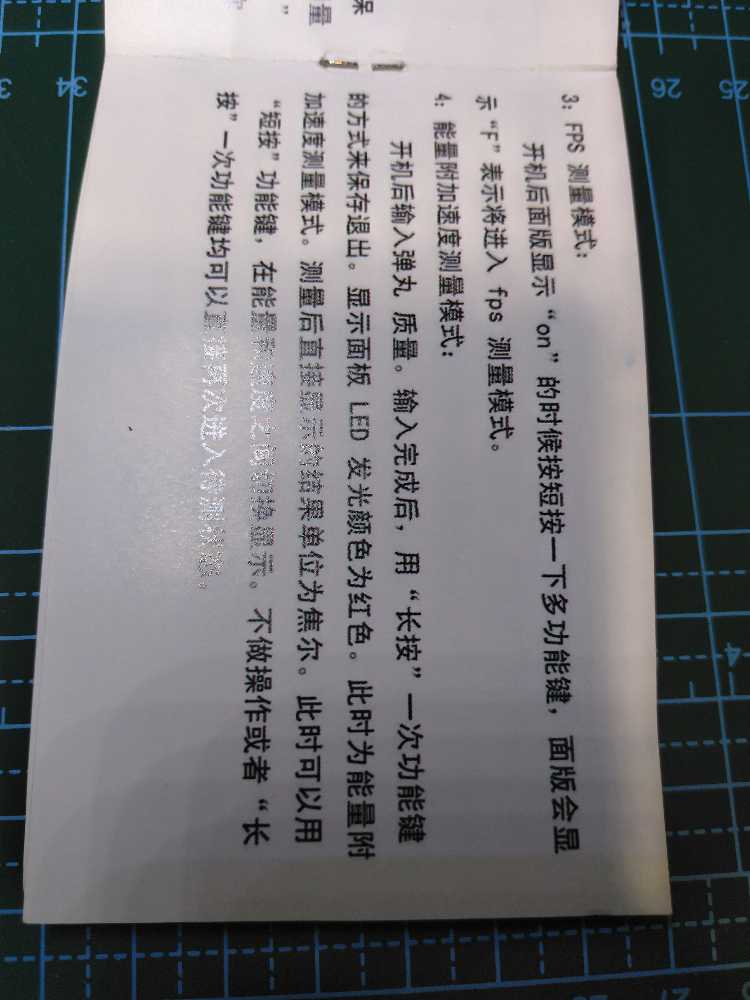 3: FPS 测量模式:
开机后面版显示“on”的时候按短按一下多功能键，面版会显
示“F”表示将进入 fps 测量模式。
4: 能量附加速度测量模式:
开机后输入弹丸 质量。输入完成后，用“长按”一次功能键
的方式来保存退出。显示面板 LED 发光颜色为红色。此时为能量附
加速度测量模式。测量后直接显示的结果单位为焦尔。此时可以用
“短按”功能键，在能量和速度之间切换显示。不做操作或者“长
按”一次功能键均可以直接再次进入待测状态。
保
量
”
34
26
25